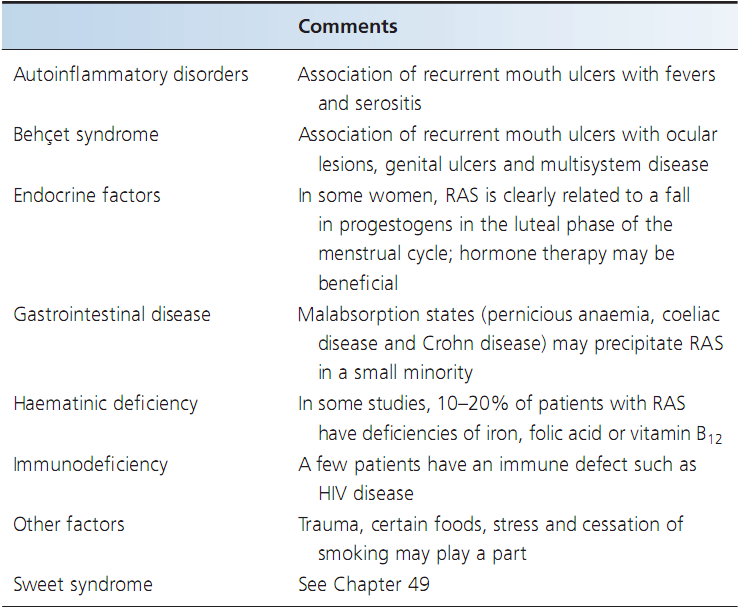 Comments
Autoinflammatory disorders Association of recurrent mouth ulcers with fevers
and serositis
Behçet syndrome Association of recurrent mouth ulcers with ocular
lesions, genital ulcers and multisystem disease
Endocrine factors In some women, RAS is clearly related to a fall
in progestogens in the luteal phase of the
menstrual cycle; hormone therapy may be
beneficial
Gastrointestinal disease Malabsorption states (pernicious anaemia, coeliac
disease and Crohn disease) may precipitate RAS
in a small minority
Haematinic deficiency In some studies, 10–20% of patients with RAS
have deficiencies of iron, folic acid or vitamin B₁₂
Immunodeficiency A few patients have an immune defect such as
HIV disease
Other factors Trauma, certain foods, stress and cessation of
smoking may play a part
Sweet syndrome See Chapter 49